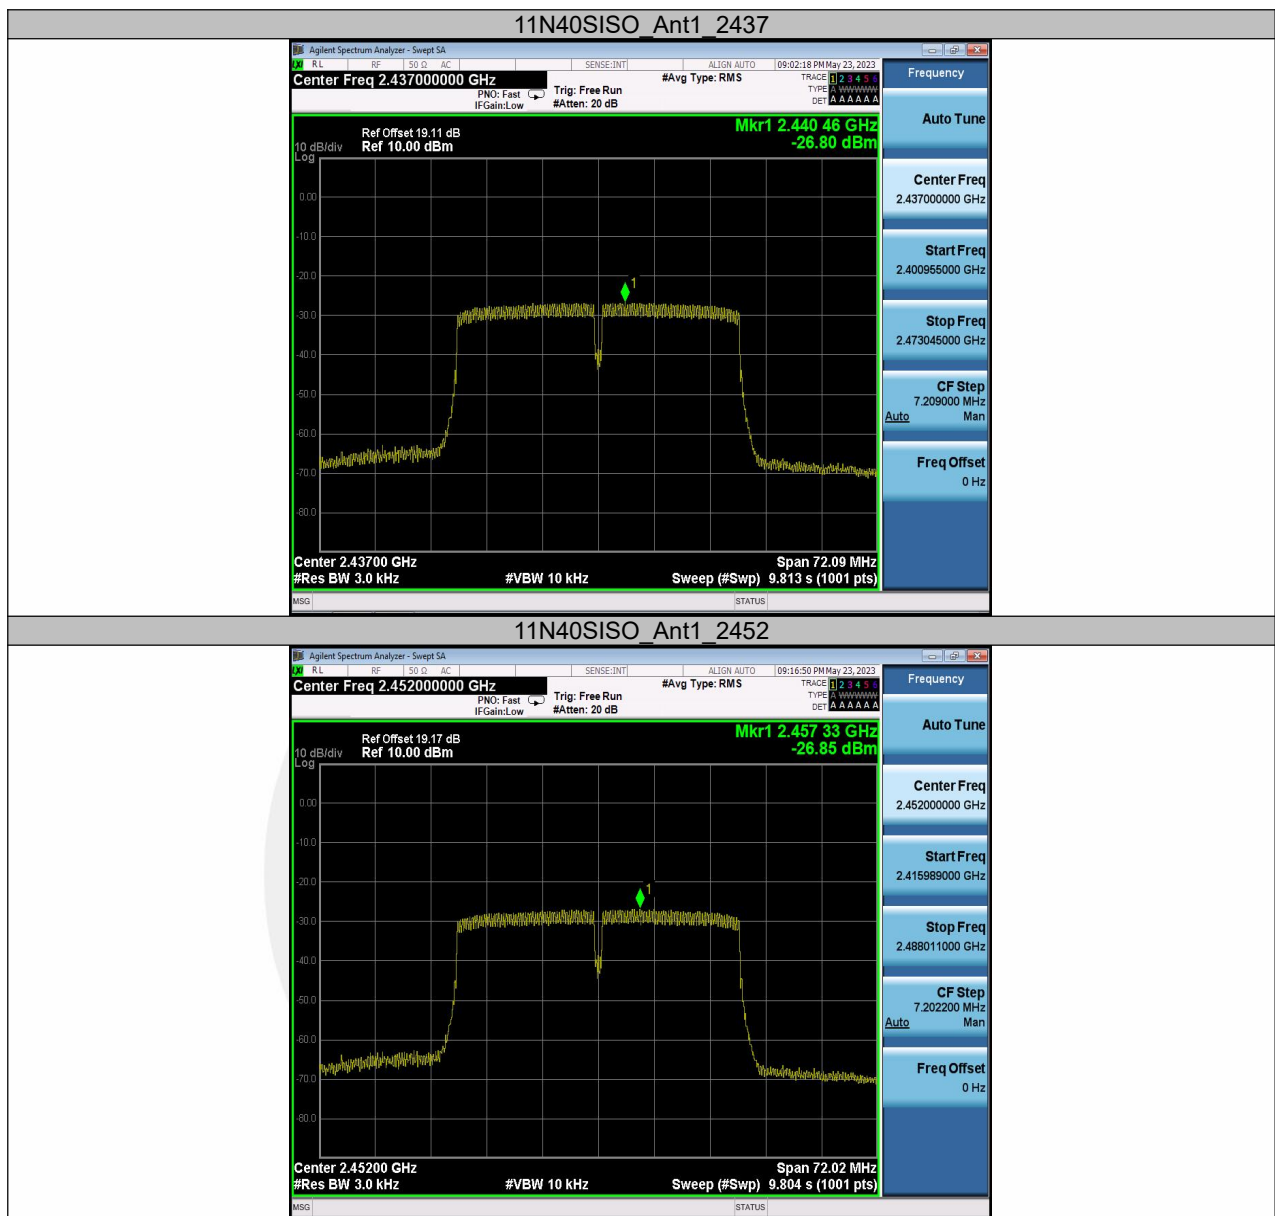 11N40SISO_Ant1_2437
Agilent Spectrum Analyzer - Swept SA
RL RF 50 Ω AC SENSE:INT ALIGN AUTO 09:02:18 PM May 23, 2023
Center Freq 2.437000000 GHz #Avg Type: RMS TRACE 1 2 3 4 5 6
PNO: Fast Trig: Free Run TYPE A WWWWW
IFGain:Low #Atten: 20 dB DET A A A A A A
Frequency
Auto Tune
Mkr1 2.440 46 GHz
-26.80 dBm
Ref Offset 19.11 dB
10 dB/div Ref 10.00 dBm
Log
0.00
-10.0
-20.0
-30.0
-40.0
-50.0
-60.0
-70.0
-80.0
1
Center Freq
2.437000000 GHz
Start Freq
2.400955000 GHz
Stop Freq
2.473045000 GHz
CF Step
7.209000 MHz
Auto Man
Freq Offset
0 Hz
Center 2.43700 GHz Span 72.09 MHz
#Res BW 3.0 kHz #VBW 10 kHz Sweep (#Swp) 9.813 s (1001 pts)
MSG STATUS
11N40SISO_Ant1_2452
Agilent Spectrum Analyzer - Swept SA
RL RF 50 Ω AC SENSE:INT ALIGN AUTO 09:16:50 PM May 23, 2023
Center Freq 2.452000000 GHz #Avg Type: RMS TRACE 1 2 3 4 5 6
PNO: Fast Trig: Free Run TYPE A WWWWW
IFGain:Low #Atten: 20 dB DET A A A A A A
Frequency
Auto Tune
Mkr1 2.457 33 GHz
-26.85 dBm
Ref Offset 19.17 dB
10 dB/div Ref 10.00 dBm
Log
0.00
-10.0
-20.0
-30.0
-40.0
-50.0
-60.0
-70.0
-80.0
1
Center Freq
2.452000000 GHz
Start Freq
2.415989000 GHz
Stop Freq
2.488011000 GHz
CF Step
7.202200 MHz
Auto Man
Freq Offset
0 Hz
Center 2.45200 GHz Span 72.02 MHz
#Res BW 3.0 kHz #VBW 10 kHz Sweep (#Swp) 9.804 s (1001 pts)
MSG STATUS